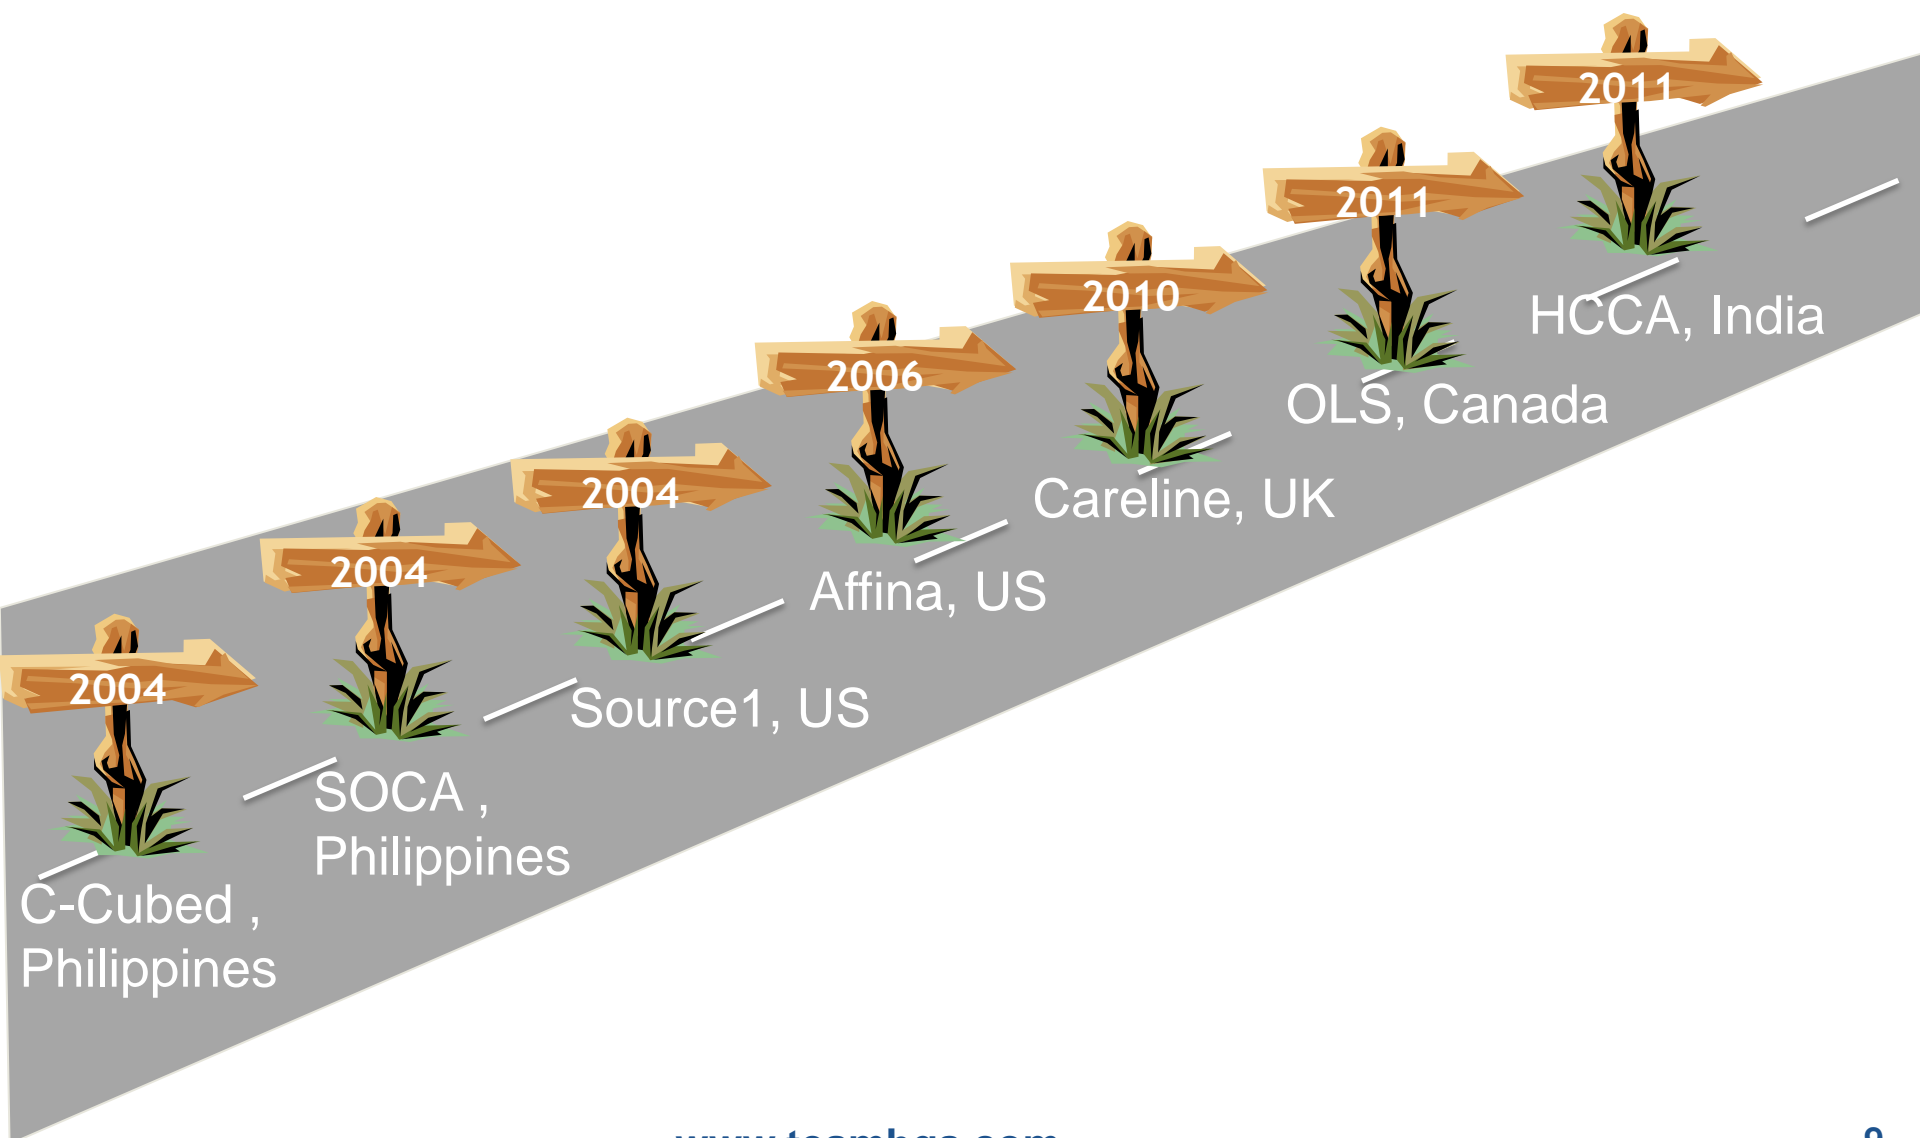 2004
C-Cubed ,
Philippines
2004
SOCA ,
Philippines
2004
Source1, US
2006
Affina, US
2010
Careline, UK
2011
OLS, Canada
2011
HCCA, India